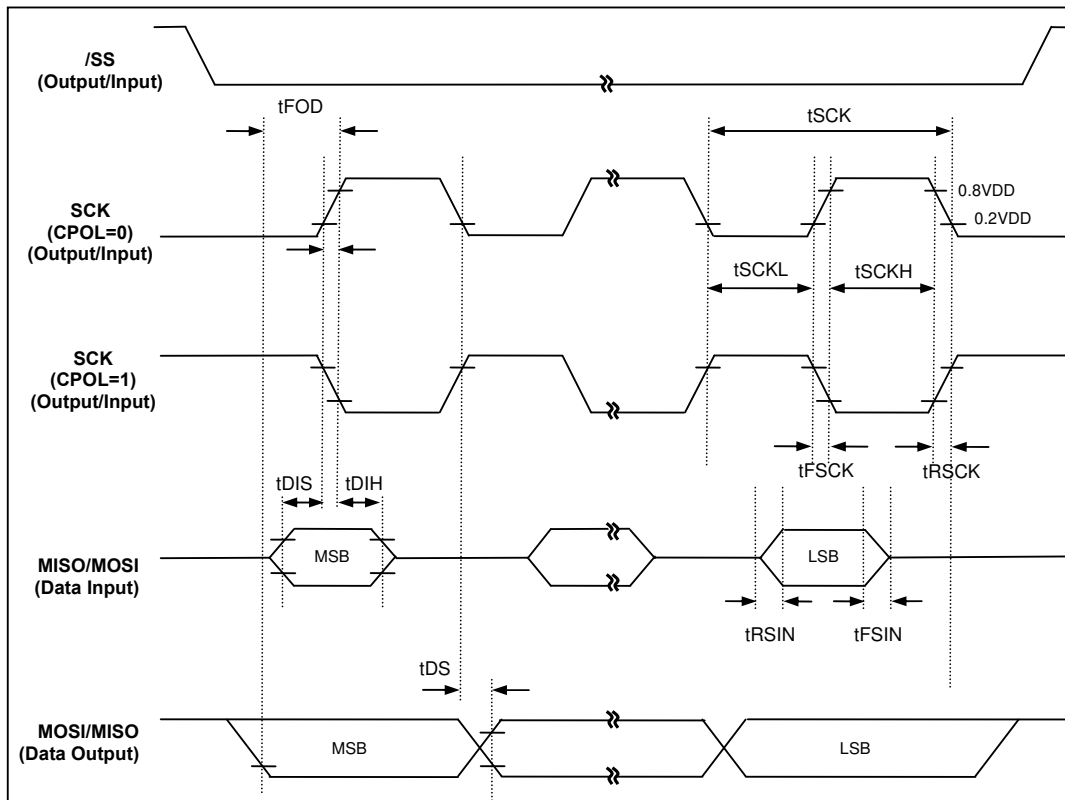 /SS
(Output/Input)
tFOD
tSCK
SCK
(CPOL=0)
(Output/Input)
0.8VDD
0.2VDD
tSCKL
tSCKH
SCK
(CPOL=1)
(Output/Input)
tFSCK
tRSCK
tDIS
tDIH
MISO/MOSI
(Data Input)
MSB
LSB
tRSIN
tFSIN
tDS
MOSI/MISO
(Data Output)
MSB
LSB